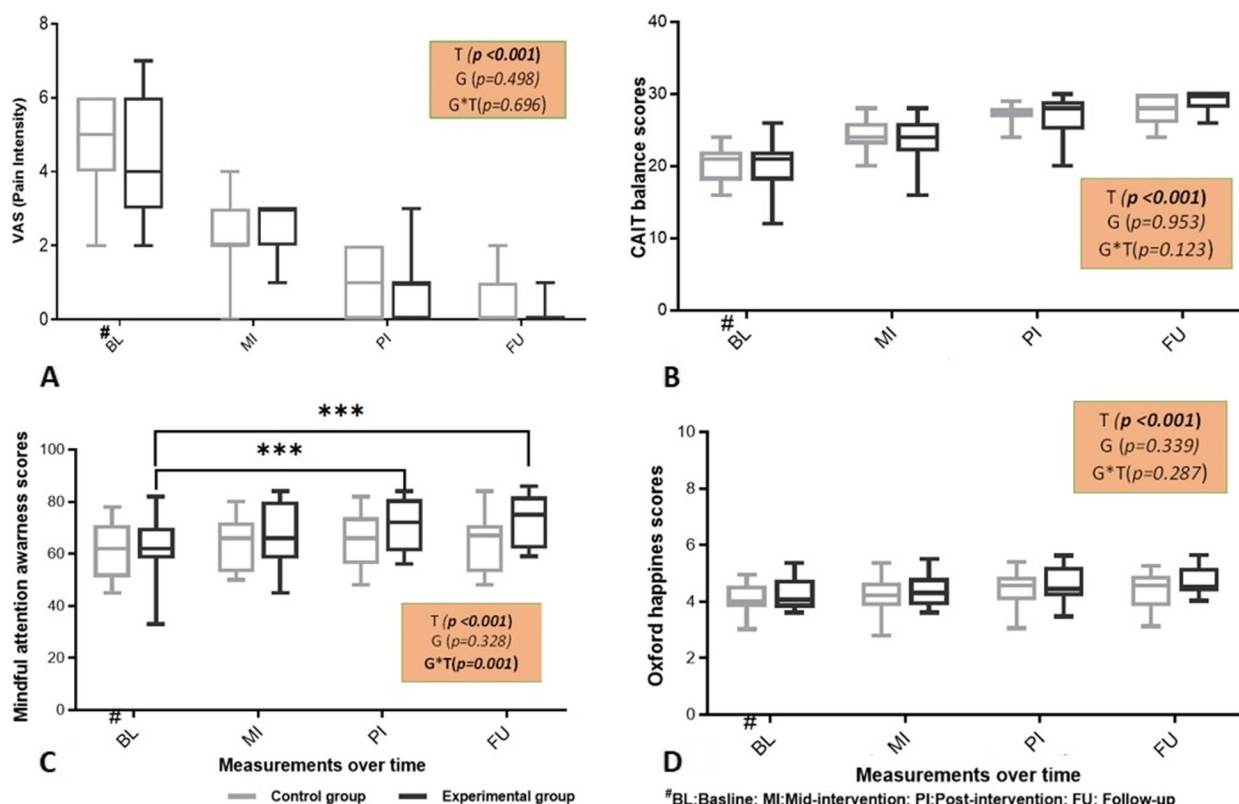 VAS (Pain Intensity)
6
4
2
0
T (p <0.001)
G (p=0.498)
G*T(p=0.696)
#
BL
MI
PI
FU
A
CAIT balance scores
40
30
20
10
0
T (p <0.001)
G (p=0.953)
G*T(p=0.123)
#
BL
MI
PI
FU
B
Mindful attention awarness scores
100
80
60
40
20
0
***
***
T (p <0.001)
G (p=0.328)
G*T(p=0.001)
#
BL
MI
PI
FU
C
Measurements over time
Control group
Experimental group
Oxford happines scores
10
8
6
4
2
0
T (p <0.001)
G (p=0.339)
G*T(p=0.287)
#
BL
MI
PI
FU
D
Measurements over time
#BL:Basline; MI:Mid-intervention; PI:Post-intervention; FU: Follow-up